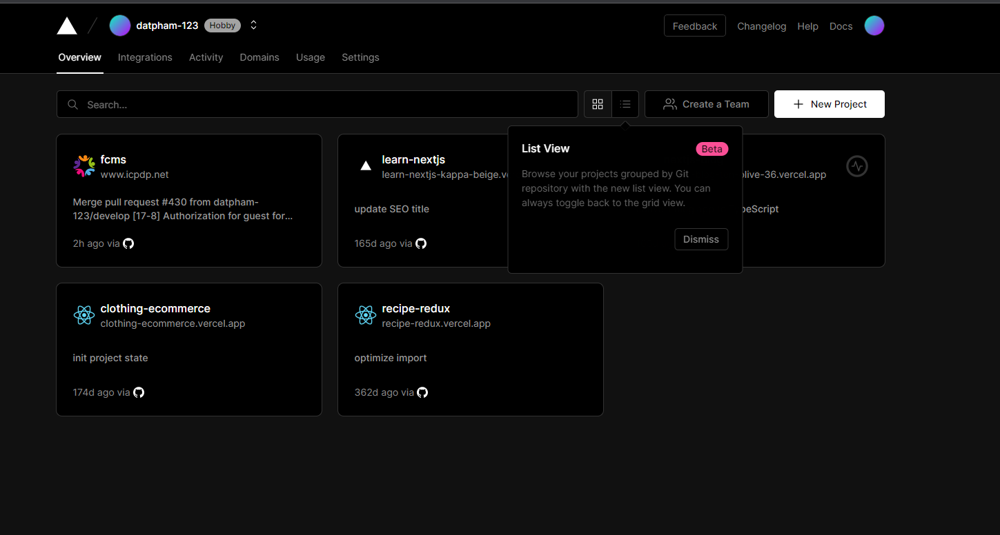 datpham-123 Hobby
Feedback Changelog Help Docs
Overview Integrations Activity Domains Usage Settings
Search...
Create a Team
New Project
fcms
www.icpdp.net
Merge pull request #430 from datpham-
123/develop [17-8] Authorization for guest for...
2h ago via
learn-nextjs
learn-nextjs-kappa-beige.v
update SEO title
165d ago via
List View Beta
Browse your projects grouped by Git
repository with the new list view. You can
always toggle back to the grid view.
Dismiss
olive-36.vercel.app
peScript
clothing-ecommerce
clothing-ecommerce.vercel.app
init project state
174d ago via
recipe-redux
recipe-redux.vercel.app
optimize import
362d ago via